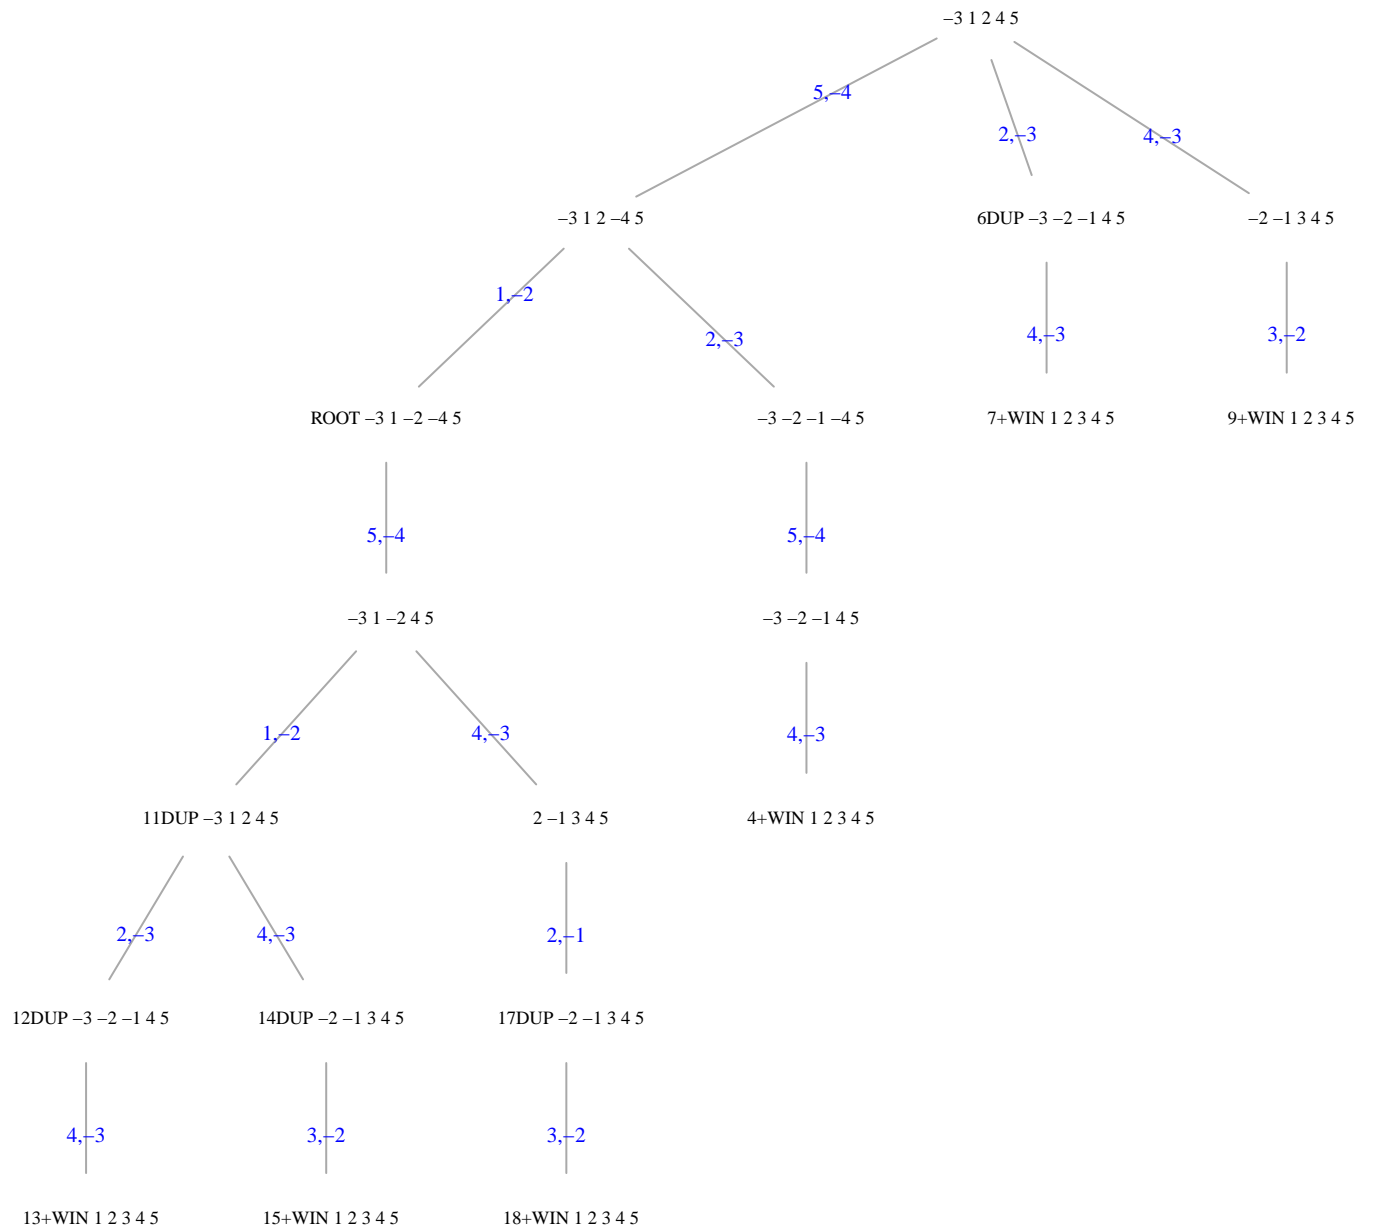 −3 1 2 4 5
5,−4
2,−3
4,−3
−3 1 2 −4 5
6DUP −3 −2 −1 4 5
−2 −1 3 4 5
1,−2
2,−3
4,−3
3,−2
ROOT −3 1 −2 −4 5
−3 −2 −1 −4 5
7+WIN 1 2 3 4 5
9+WIN 1 2 3 4 5
5,−4
5,−4
−3 1 −2 4 5
−3 −2 −1 4 5
1,−2
4,−3
4,−3
11DUP −3 1 2 4 5
2 −1 3 4 5
4+WIN 1 2 3 4 5
2,−3
4,−3
2,−1
12DUP −3 −2 −1 4 5
14DUP −2 −1 3 4 5
17DUP −2 −1 3 4 5
4,−3
3,−2
3,−2
13+WIN 1 2 3 4 5
15+WIN 1 2 3 4 5
18+WIN 1 2 3 4 5